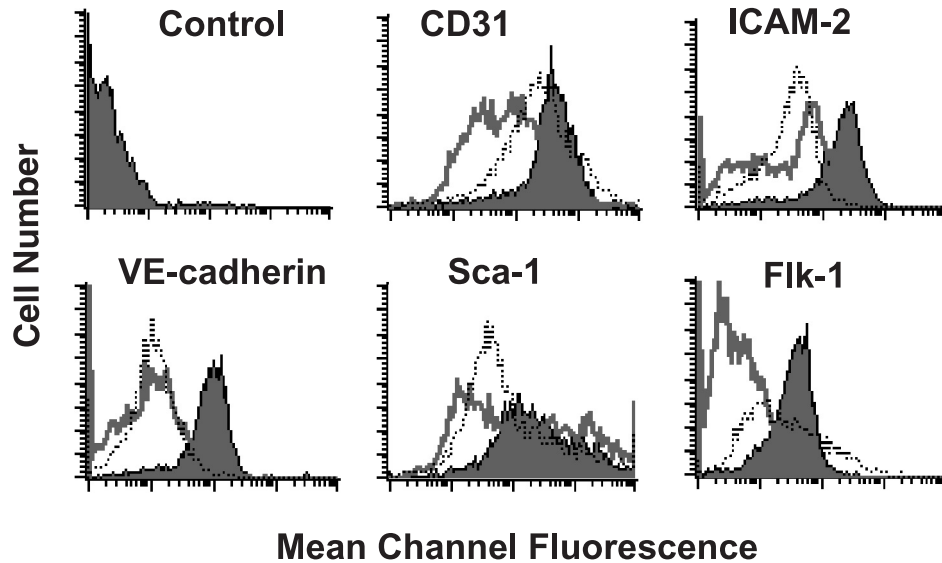 Control
CD31
ICAM-2
Cell Number
VE-cadherin
Sca-1
Flk-1
Mean Channel Fluorescence